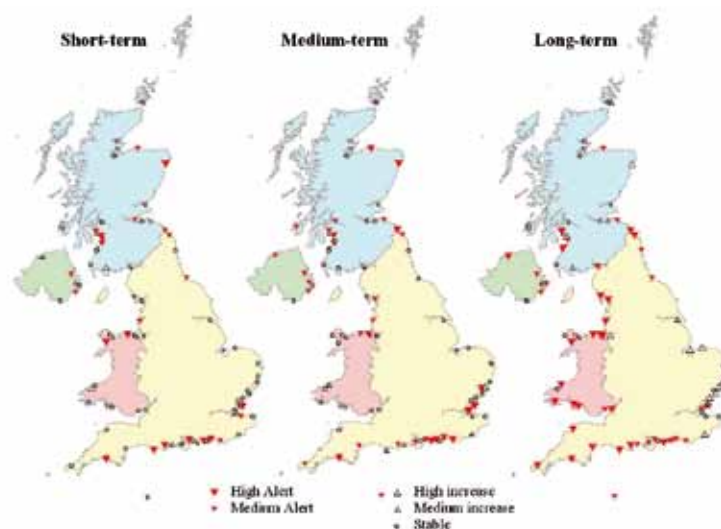 Short-term
Medium-term
Long-term
High Alert
High increase
Medium Alert
Medium increase
Stable